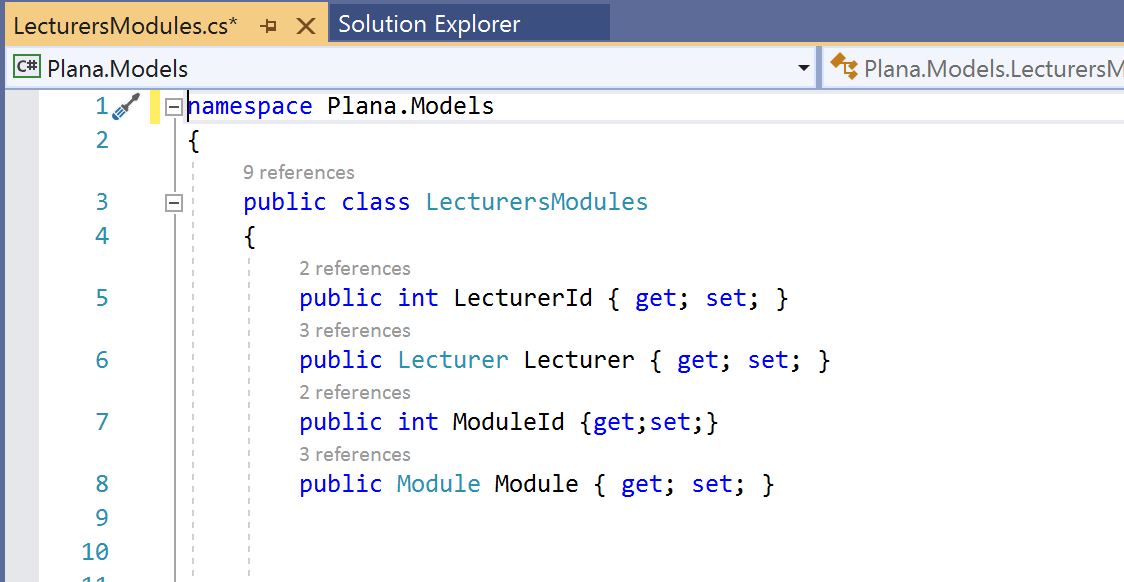 LecturersModules.cs*
Solution Explorer
C# Plana.Models
Plana.Models.LecturersM
1 namespace Plana.Models
2 {
9 references
3 public class LecturersModules
4 {
2 references
5 public int LecturerId { get; set; }
3 references
6 public Lecturer Lecturer { get; set; }
2 references
7 public int ModuleId {get;set;}
3 references
8 public Module Module { get; set; }
9
10
11